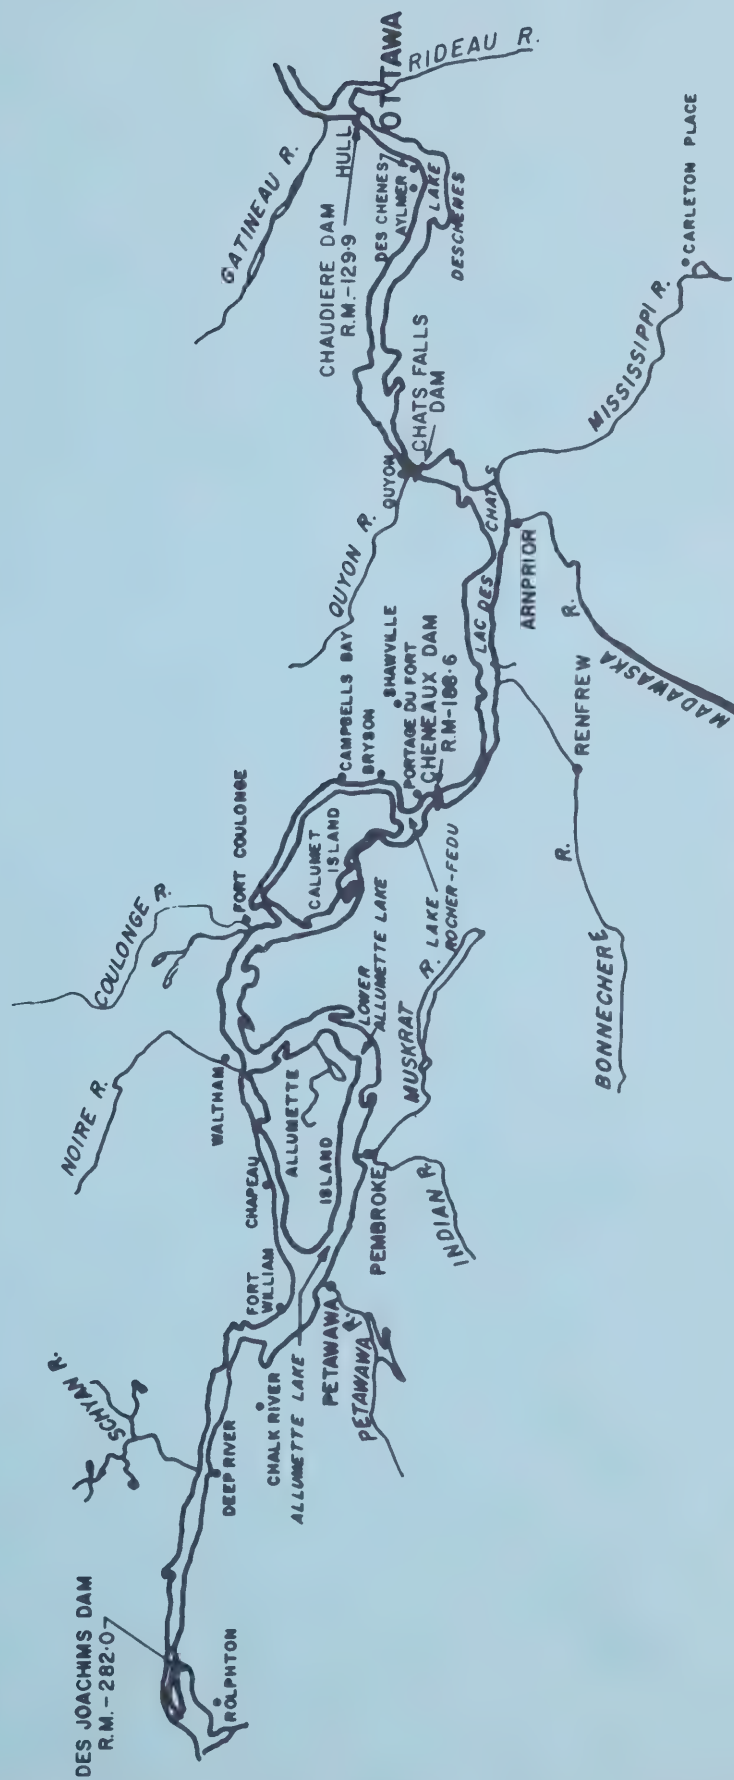 DES JOACHIMS DAM
R.M.-282.07
ROLPHTON
SCHYAN R.
DEEP RIVER
CHALK RIVER
ALLUMETTE LAKE
FORT
WILLIAM
PETAWAWA
PETAWAWA R.
NOIRE R.
WALTHAM
CHAPEAU
ALLUMETTE
ISLAND
PEMBROKE
INDIAN R.
MUSKRAT R.
LOWER
ALLUMETTE LAKE
COULONGE R.
FORT COULONGE
CALUMET
ISLAND
LAKE
ROCHER-FEDU
CAMPBELLS BAY
BRYSON
SHAWVILLE
PORTAGE DU FORT
CHENEAUX DAM
R.M-188.6
BONNECHERE R.
RENFREW
LAC DES CHATS
MADAWASKA R.
ARNPRIOR
QUYON R.
QUYON
CHATS FALLS
DAM
MISSISSIPPI R.
CARLETON PLACE
GATINEAU R.
CHAUDIERE DAM
R.M.-129.9
HULL
DES CHENES
AYLMER
LAKE
DESCHENES
OTTAWA
RIDEAU R.